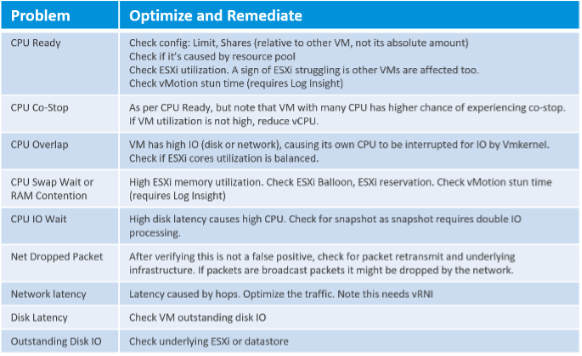 Problem
Optimize and Remediate
CPU Ready
Check config: Limit, Shares (relative to other VM, not its absolute amount)
Check if it's caused by resource pool
Check ESXi utilization. A sign of ESXi struggling is other VMs are affected too.
Check vMotion stun time (requires Log Insight)
CPU Co-Stop
As per CPU Ready, but note that VM with many CPU has higher chance of experiencing co-stop.
If VM utilization is not high, reduce vCPU.
CPU Overlap
VM has high IO (disk or network), causing its own CPU to be interrupted for IO by Vmkernel.
Check if ESXi cores utilization is balanced.
CPU Swap Wait or
RAM Contention
High ESXi memory utilization. Check ESXi Balloon, ESXi reservation. Check vMotion stun time
(requires Log Insight)
CPU IO Wait
High disk latency causes high CPU. Check for snapshot as snapshot requires double IO
processing.
Net Dropped Packet
After verifying this is not a false positive, check for packet retransmit and underlying
infrastructure. If packets are broadcast packets it might be dropped by the network.
Network latency
Latency caused by hops. Optimize the traffic. Note this needs vRNI
Disk Latency
Check VM outstanding disk IO
Outstanding Disk IO
Check underlying ESXi or datastore